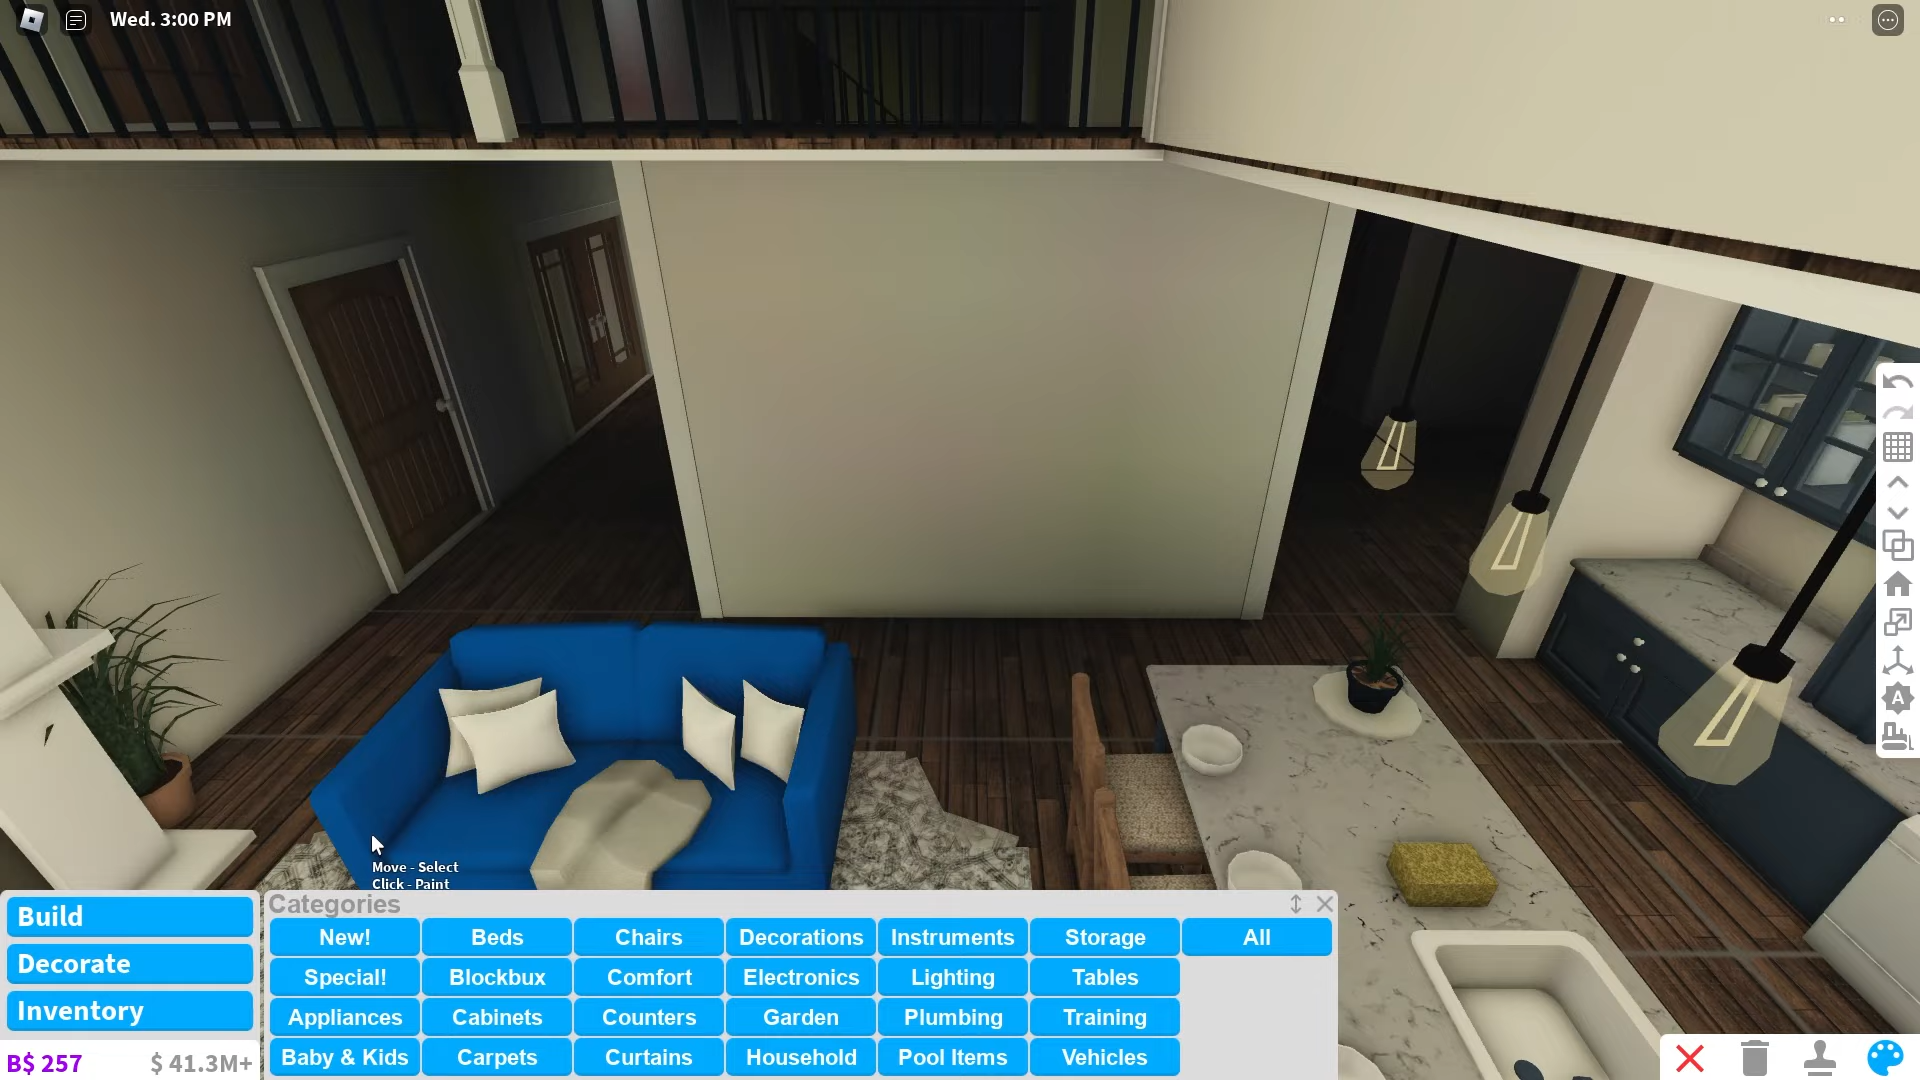 Wed. 3:00 PM
A
Move - Select
Click - Paint
Build
Decorate
Inventory
B$ 257 $ 41.3M+
Categories
New! Beds Chairs Decorations Instruments Storage All
Special! Blockbux Comfort Electronics Lighting Tables
Appliances Cabinets Counters Garden Plumbing Training
Baby & Kids Carpets Curtains Household Pool Items Vehicles